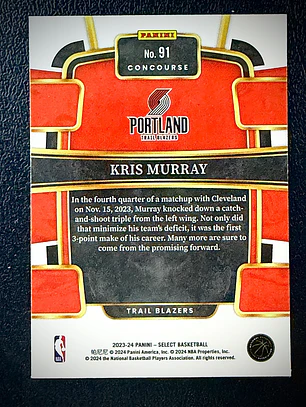 PANINI
No. 91
CONCOURSE
PORTLAND
TRAIL BLAZERS
KRIS MURRAY
In the fourth quarter of a matchup with Cleveland
on Nov. 15, 2023, Murray knocked down a catch-
and-shoot triple from the left wing. Not only did
that minimize his team's deficit, it was the first
3-point make of his career. Many more are sure to
come from the promising forward.
TRAIL BLAZERS
2023-24 PANINI – SELECT BASKETBALL
帕尼尼 © 2024 Panini America, Inc. © 2024 NBA Properties, Inc.
© 2024 the National Basketball Players Association. All rights reserved.
NBA